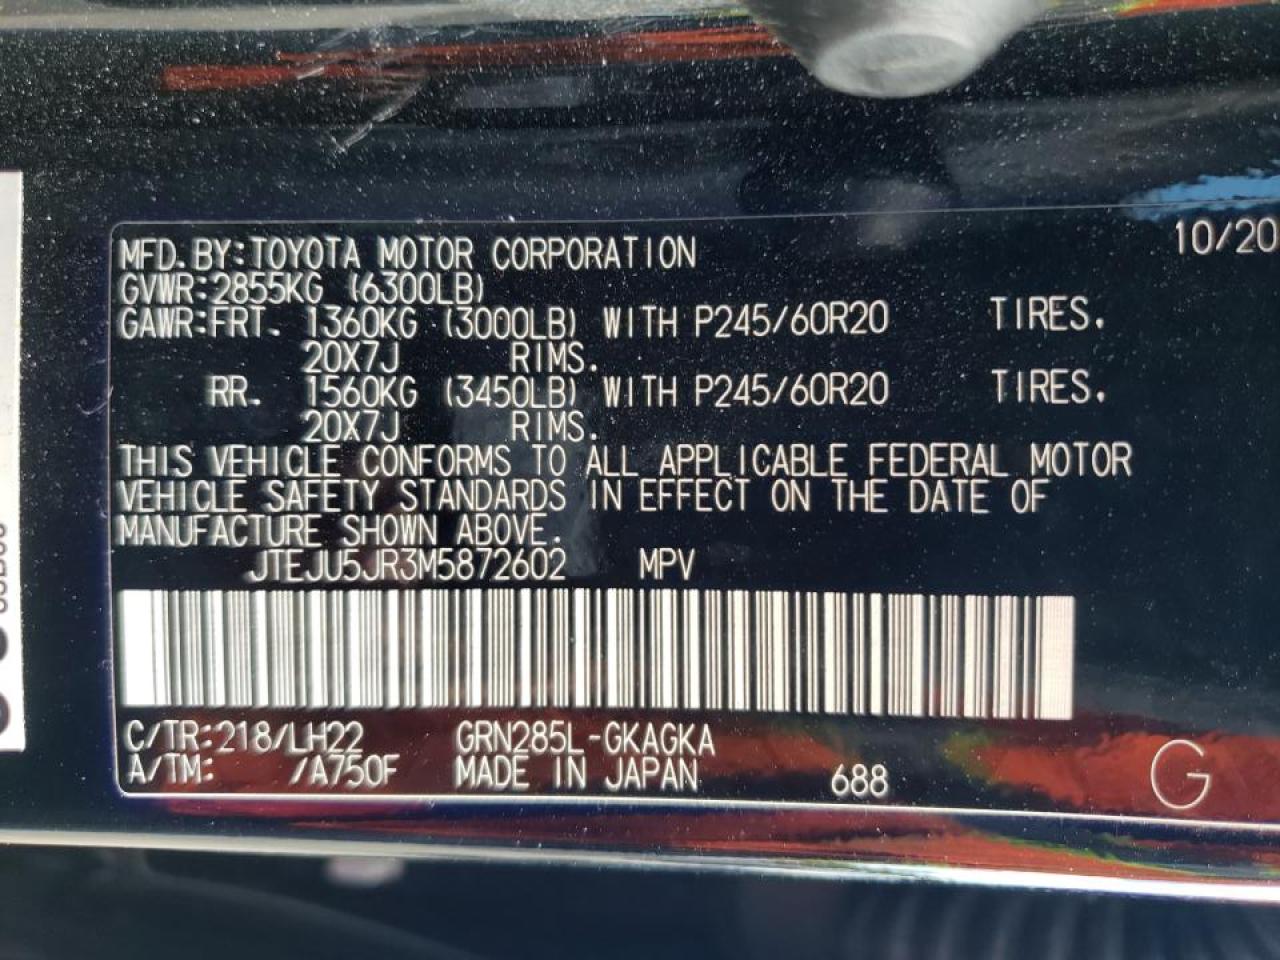 10/20
MFD. BY: TOYOTA MOTOR CORPORATION
GVWR: 2855KG (6300LB)
GAWR: FRT. 1360KG (3000LB) WITH P245/60R20 TIRES.
20X7J RIMS.
RR. 1560KG (3450LB) WITH P245/60R20 TIRES.
20X7J RIMS.
THIS VEHICLE CONFORMS TO ALL APPLICABLE FEDERAL MOTOR
VEHICLE SAFETY STANDARDS IN EFFECT ON THE DATE OF
MANUFACTURE SHOWN ABOVE.
JTEJU5JR3M5872602 MPV
C/TR: 218/LH22 GRN285L-GKAGKA
A/TM: /A750F MADE IN JAPAN 688 G